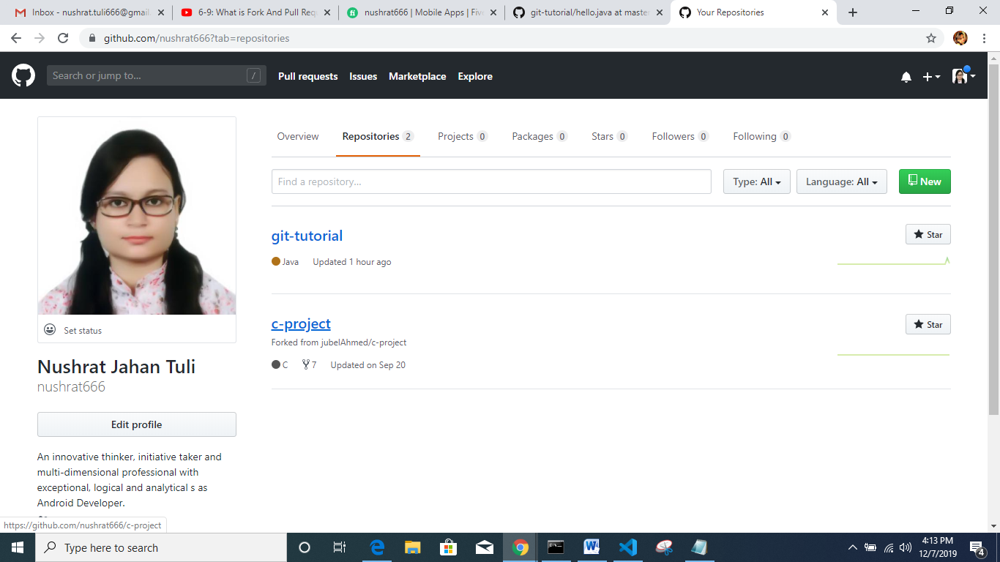 Inbox - nushrat.tuli666@gmail.
6-9: What is Fork And Pull Req
nushrat666 | Mobile Apps | Five
git-tutorial/hello.java at master
Your Repositories
github.com/nushrat666?tab=repositories
Search or jump to... /
Pull requests Issues Marketplace Explore
Overview Repositories 2 Projects 0 Packages 0 Stars 0 Followers 0 Following 0
Find a repository... Type: All Language: All New
git-tutorial Star
Java Updated 1 hour ago
c-project Star
Forked from jubelAhmed/c-project
C 7 Updated on Sep 20
Set status
Nushrat Jahan Tuli
nushrat666
Edit profile
An innovative thinker, initiative taker and
multi-dimensional professional with
exceptional, logical and analytical s as
Android Developer.
https://github.com/nushrat666/c-project
Type here to search
4:13 PM
12/7/2019
4